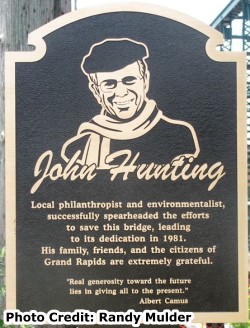 John Hunting
Local philanthropist and environmentalist,
successfully spearheaded the efforts
to save this bridge, leading
to its dedication in 1981.
His family, friends, and the citizens of
Grand Rapids are extremely grateful.
"Real generosity toward the future
lies in giving all to the present."
Albert Camus
Photo Credit: Randy Mulder